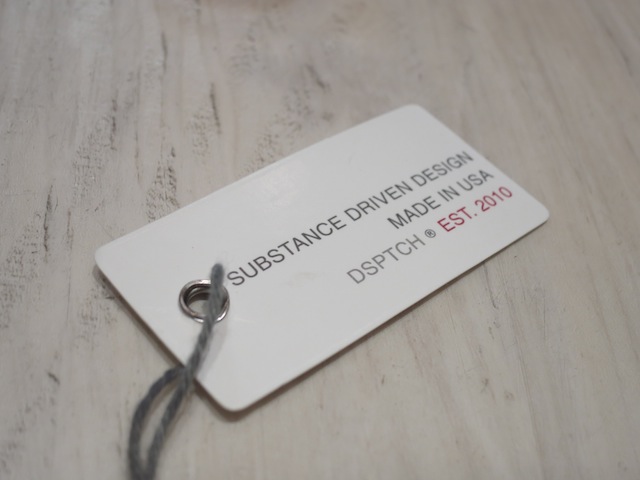 SUBSTANCE DRIVEN DESIGN
MADE IN USA
DSPTCH ® EST. 2010